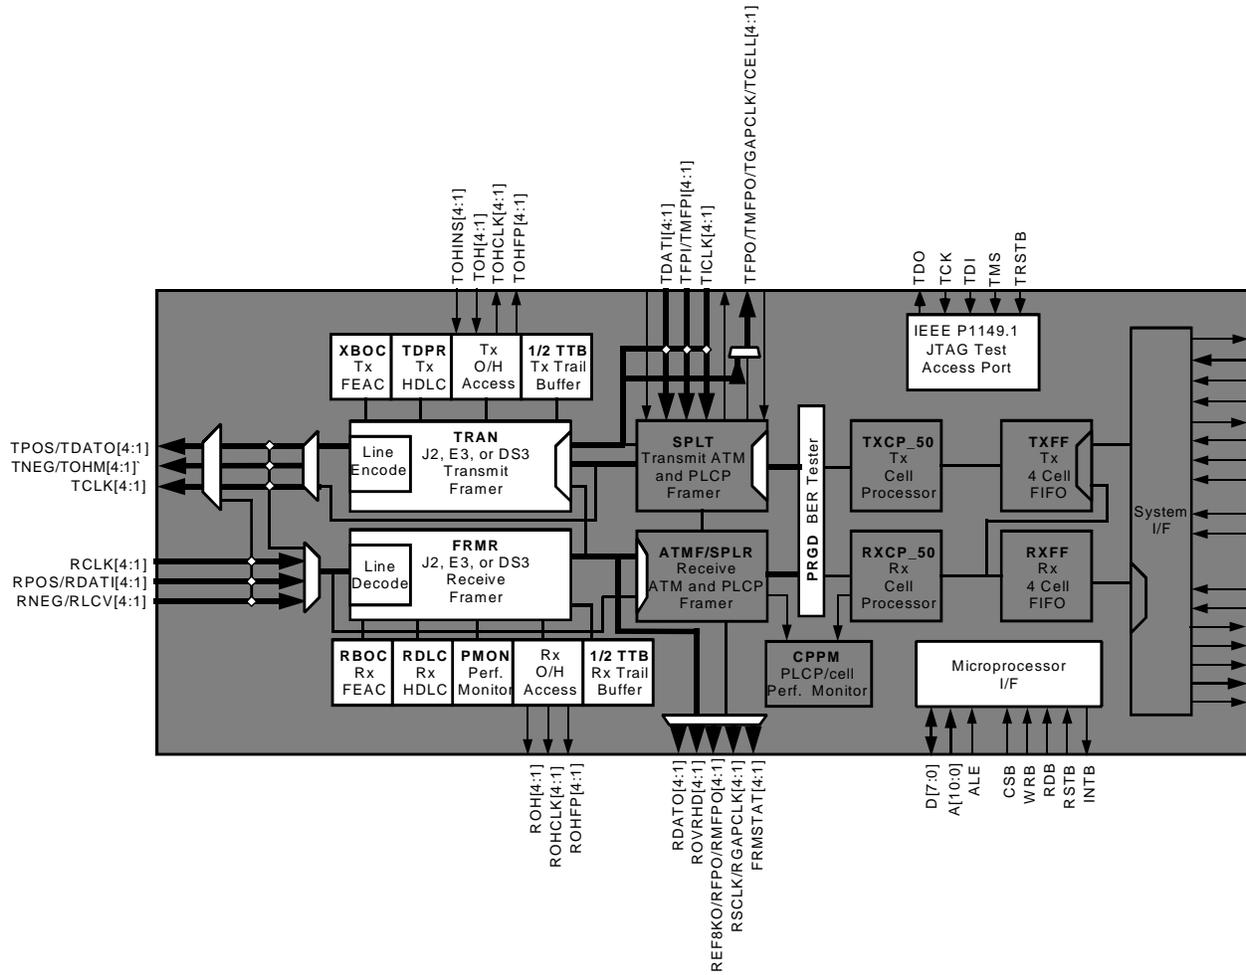 TFPO/TMFPO/TGAPCLK/TCELL[4:1]
TOHINS[4:1]
TOH[4:1]
TOHCLK[4:1]
TOHFP[4:1]
TDATI[4:1]
TFPI/TMFPI[4:1]
TICLK[4:1]
TDO
TCK
TDI
TMS
TRSTB
IEEE P1149.1
JTAG Test
Access Port
XBOC
Tx
FEAC
TDPR
Tx
HDLC
Tx
O/H
Access
1/2 TTB
Tx Trail
Buffer
TPOS/TDATO[4:1]
TNEG/TOHM[4:1]`
TCLK[4:1]
Line
Encode
TRAN
J2, E3, or DS3
Transmit
Framer
SPLT
Transmit ATM
and PLCP
Framer
PRGD BER Tester
TXCP_50
Tx
Cell
Processor
TXFF
Tx
4 Cell
FIFO
System
I/F
RCLK[4:1]
RPOS/RDATI[4:1]
RNEG/RLCV[4:1]
Line
Decode
FRMR
J2, E3, or DS3
Receive
Framer
ATMF/SPLR
Receive
ATM and PLCP
Framer
RXCP_50
Rx
Cell
Processor
RXFF
Rx
4 Cell
FIFO
RBOC
Rx
FEAC
RDLC
Rx
HDLC
PMON
Perf.
Monitor
Rx
O/H
Access
1/2 TTB
Rx Trail
Buffer
CPPM
PLCP/cell
Perf. Monitor
Microprocessor
I/F
ROH[4:1]
ROHCLK[4:1]
ROHFP[4:1]
RDATO[4:1]
ROVRHD[4:1]
REF8KO/RFPO/RMFPO[4:1]
RSCLK/RGAPCLK[4:1]
FRMSTAT[4:1]
D[7:0]
A[10:0]
ALE
CSB
WRB
RDB
RSTB
INTB